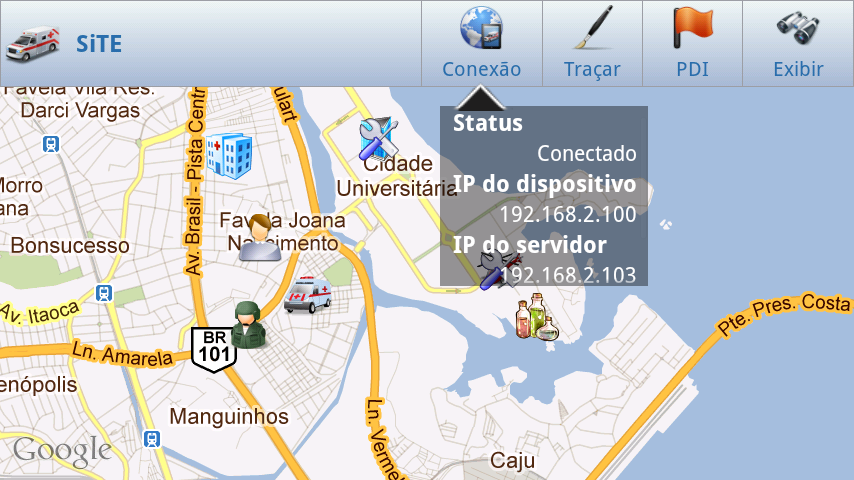 SiTE
Conexão
Traçar
PDI
Exibir
Favela Vila Res.
Darci Vargas
Av. Brasil - Pista Centr
ulart
Status
Conectado
IP do dispositivo
192.168.2.100
IP do servidor
192.168.2.103
Cidade
Universitária
Morro
ana
Favela Joana
Nascimento
Bonsucesso
Av. Itaoca
Pte. Pres. Costa
BR
101
Ln. Amarela
enópolis
Manguinhos
Ln. Verme
Caju
Google